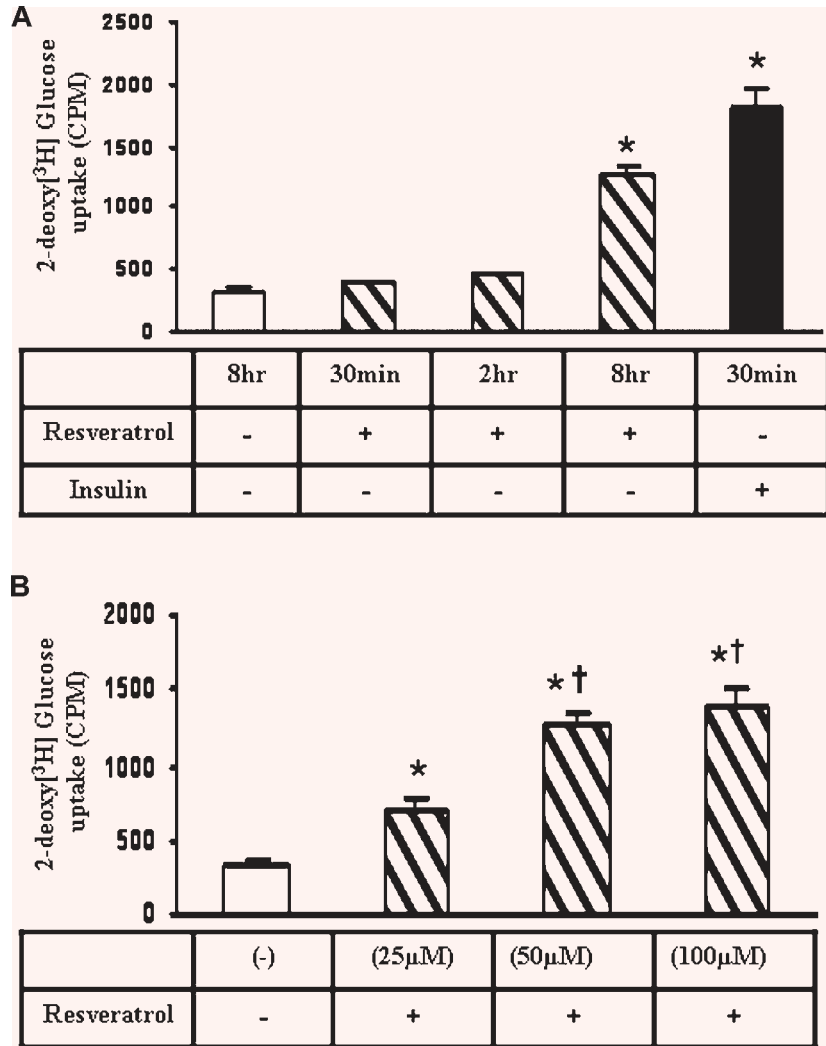 A
2-deoxy[³H] Glucose
uptake (CPM)
2500
2000
1500
1000
500
0
*
*
8hr 30min 2hr 8hr 30min
Resveratrol - + + + -
Insulin - - - - +
B
2-deoxy[³H] Glucose
uptake (CPM)
2000
1500
1000
500
0
*
*†
*†
(-) (25µM) (50µM) (100µM)
Resveratrol - + + +